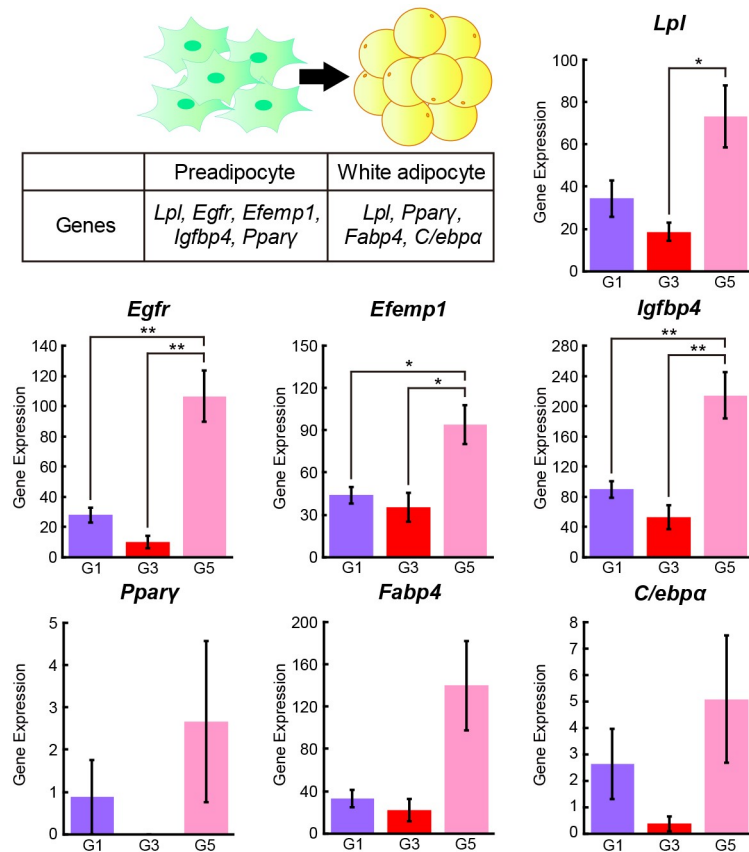 Lpl
Preadipocyte White adipocyte
Genes Lpl, Egfr, Efemp1, Igfbp4, Pparγ Lpl, Pparγ, Fabp4, C/ebpα
Gene Expression
100
80
60
40
20
0
*
G1 G3 G5
Egfr
Gene Expression
140
120
100
80
60
40
20
0
**
**
G1 G3 G5
Efemp1
Gene Expression
150
120
90
60
30
0
*
*
G1 G3 G5
Igfbp4
Gene Expression
280
240
200
160
120
80
40
0
**
**
G1 G3 G5
Pparγ
Gene Expression
5
4
3
2
1
0
G1 G3 G5
Fabp4
Gene Expression
200
160
120
80
40
0
G1 G3 G5
C/ebpα
Gene Expression
8
7
6
5
4
3
2
1
0
G1 G3 G5